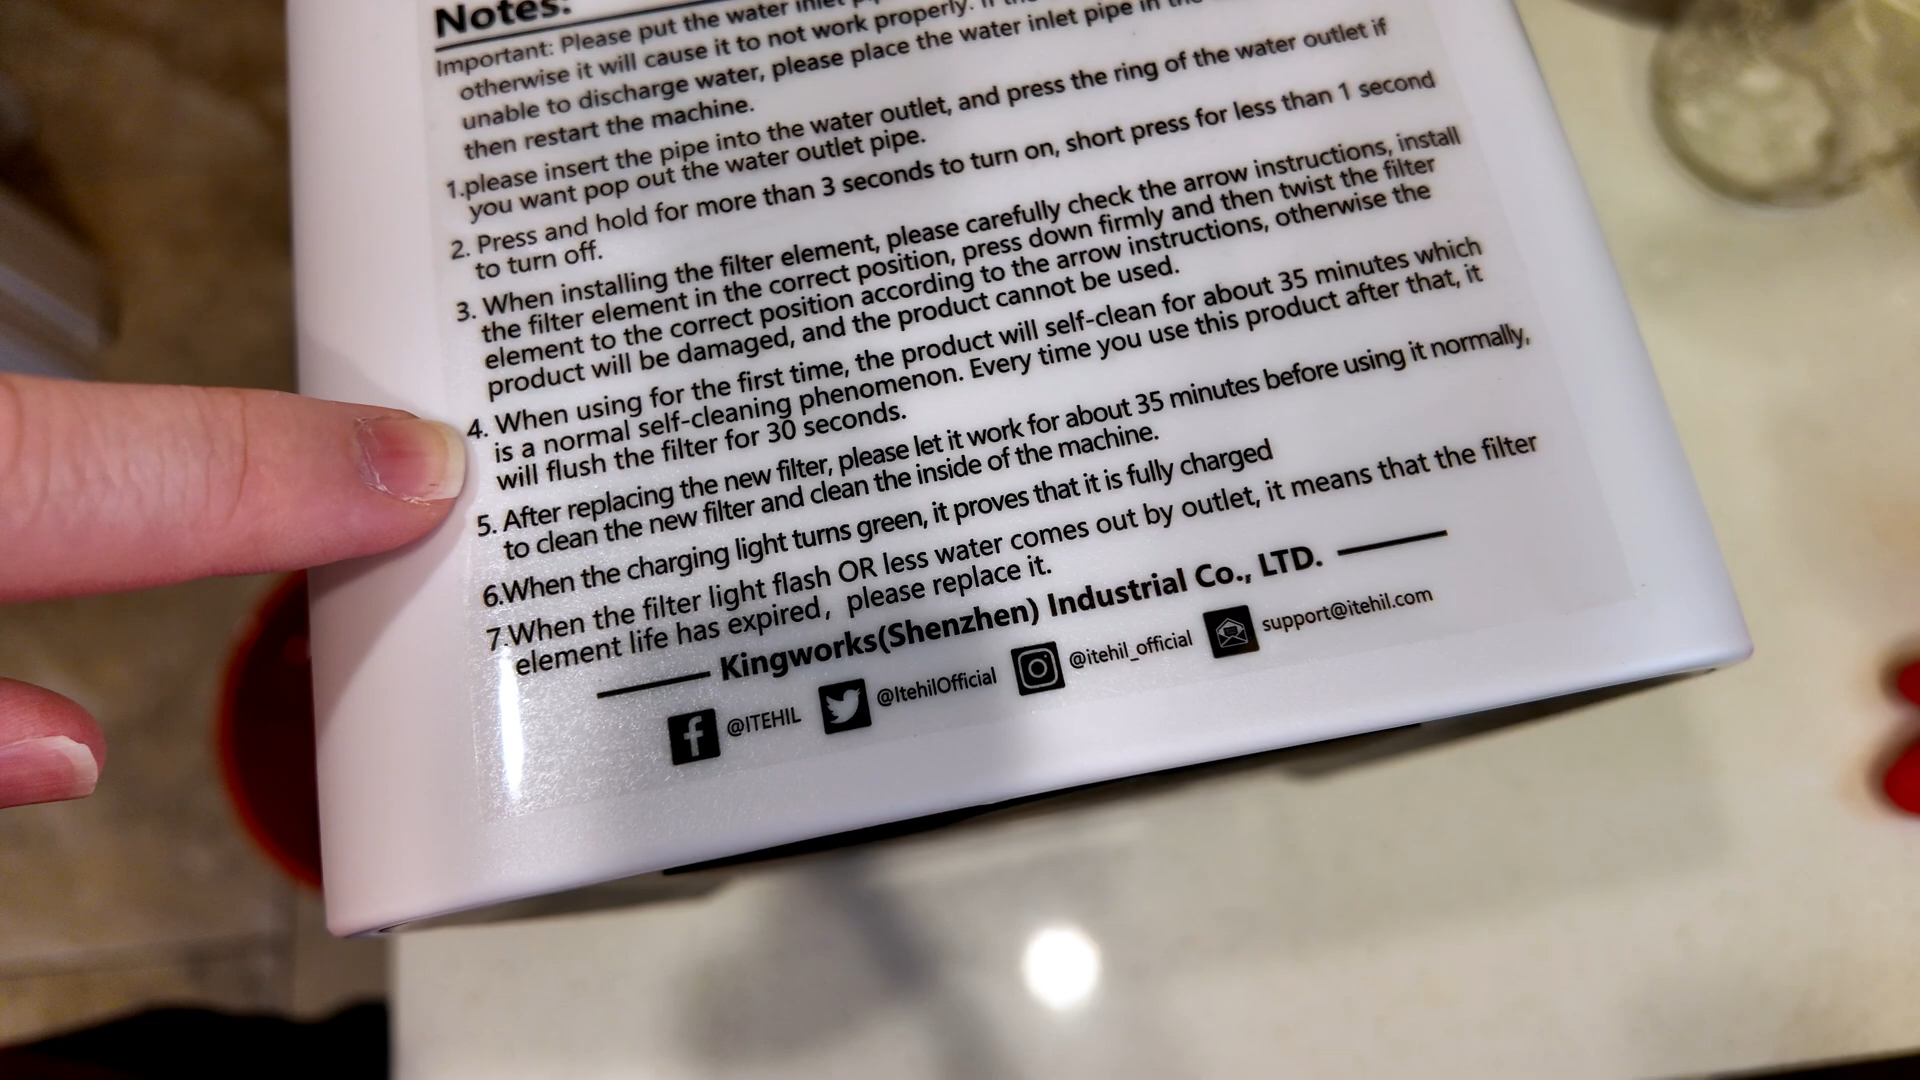 Notes:
Important: Please put the water inlet
otherwise it will cause it to not work properly. If
unable to discharge water, please place the water inlet pipe in
then restart the machine.
1.please insert the pipe into the water outlet, and press the ring of the water outlet if
you want pop out the water outlet pipe.
2. Press and hold for more than 3 seconds to turn on, short press for less than 1 second
to turn off.
3. When installing the filter element, please carefully check the arrow instructions, install
the filter element in the correct position, press down firmly and then twist the filter
element to the correct position according to the arrow instructions, otherwise the
product will be damaged, and the product cannot be used.
4. When using for the first time, the product will self-clean for about 35 minutes which
is a normal self-cleaning phenomenon. Every time you use this product after that, it
will flush the filter for 30 seconds.
5. After replacing the new filter, please let it work for about 35 minutes before using it normally,
to clean the new filter and clean the inside of the machine.
6.When the charging light turns green, it proves that it is fully charged
7.When the filter light flash OR less water comes out by outlet, it means that the filter
element life has expired, please replace it.
Kingworks(Shenzhen) Industrial Co., LTD.
@ITEHIL @ItehilOfficial @itehil_official support@itehil.com